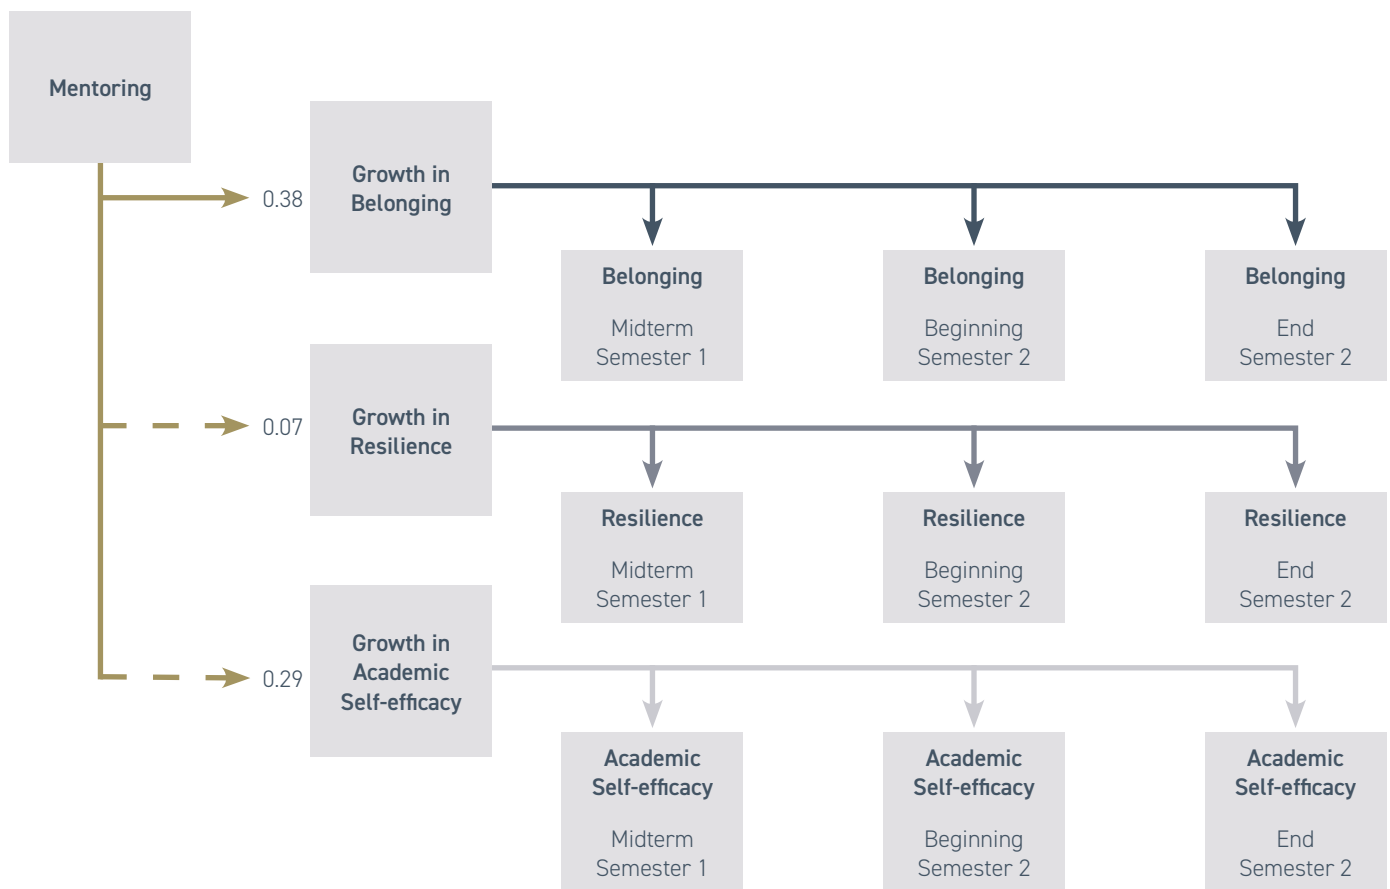 Mentoring
0.38
Growth in
Belonging
Belonging
Midterm
Semester 1
Belonging
Beginning
Semester 2
Belonging
End
Semester 2
0.07
Growth in
Resilience
Resilience
Midterm
Semester 1
Resilience
Beginning
Semester 2
Resilience
End
Semester 2
0.29
Growth in
Academic
Self-efficacy
Academic
Self-efficacy
Midterm
Semester 1
Academic
Self-efficacy
Beginning
Semester 2
Academic
Self-efficacy
End
Semester 2